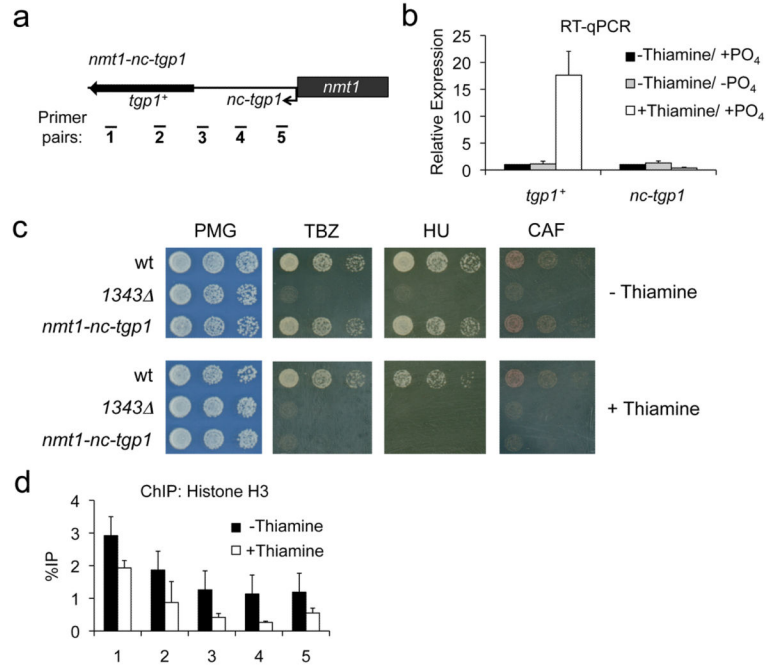 a
nmt1-nc-tgp1
tgp1+
nc-tgp1
nmt1
Primer pairs:
1 2 3 4 5
b
RT-qPCR
Relative Expression
25
20
15
10
5
0
tgp1+ nc-tgp1
-Thiamine/ +PO4
-Thiamine/ -PO4
+Thiamine/ +PO4
c
PMG TBZ HU CAF
wt
1343Δ
nmt1-nc-tgp1
- Thiamine
wt
1343Δ
nmt1-nc-tgp1
+ Thiamine
d
ChIP: Histone H3
%IP
4
3
2
1
0
-Thiamine
+Thiamine
1 2 3 4 5